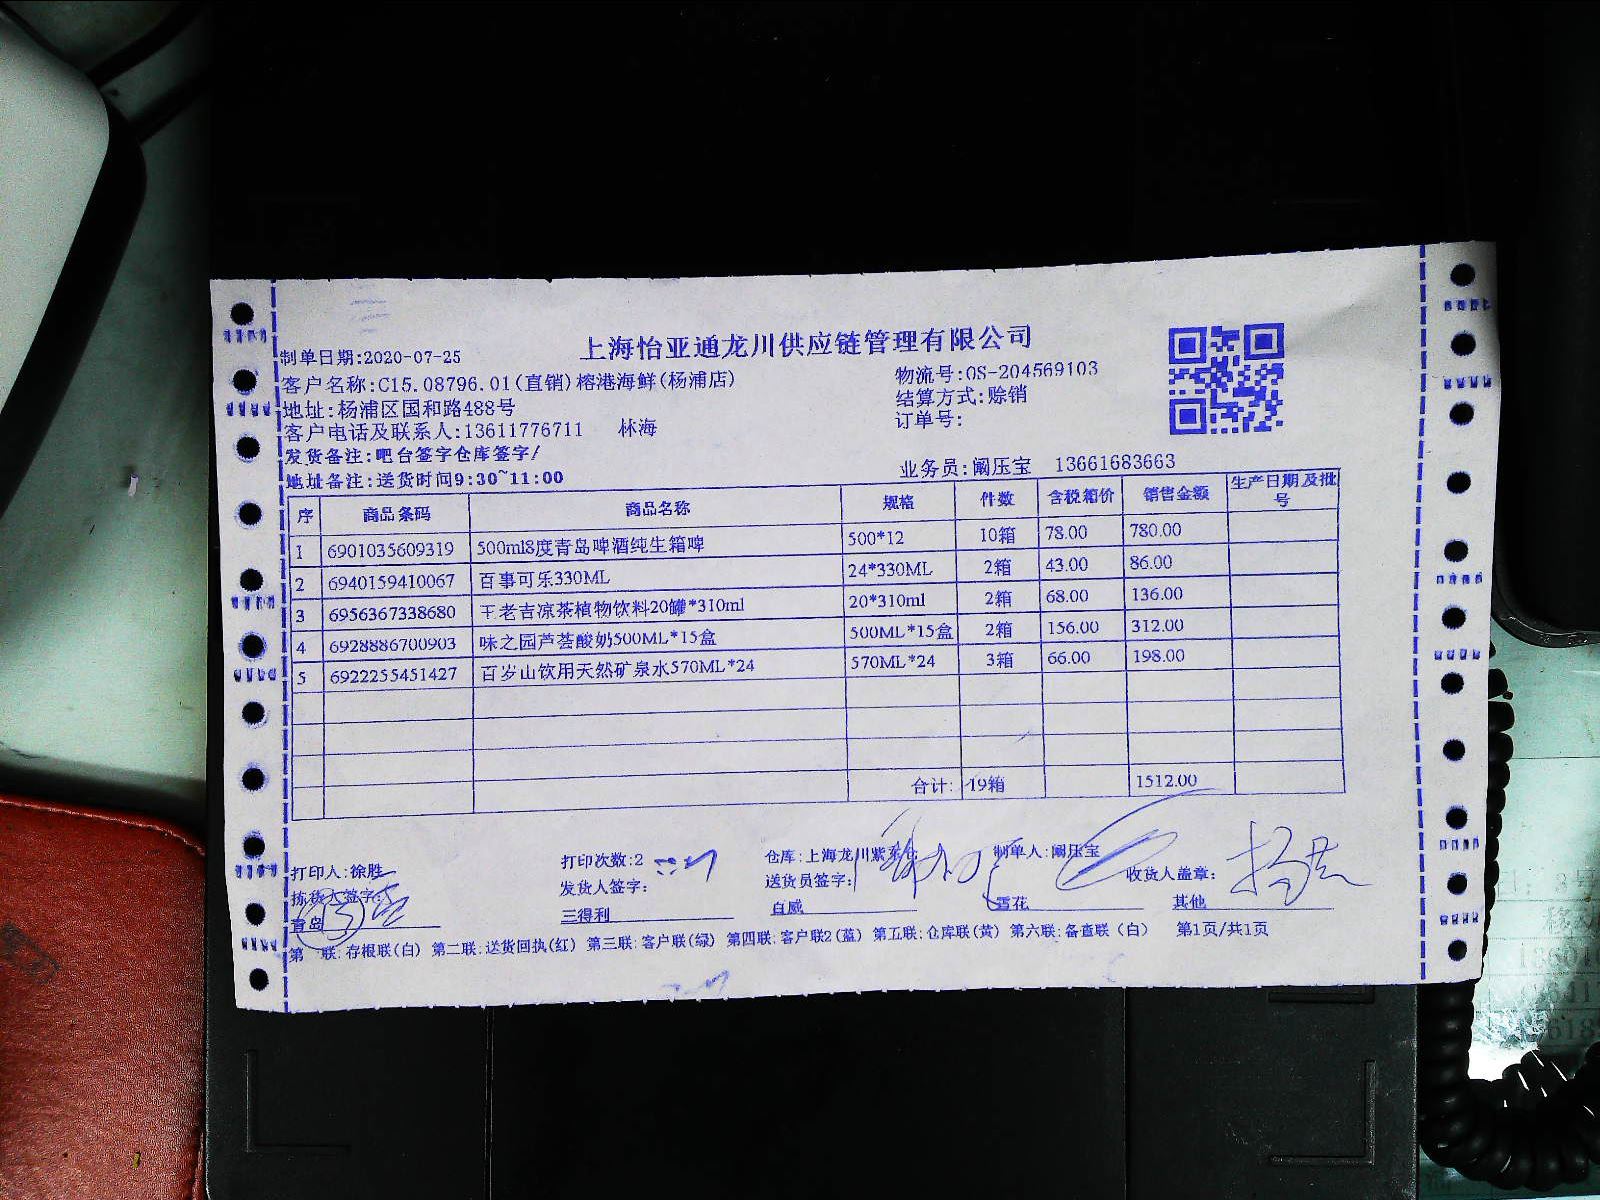 上海怡亚通龙川供应链管理有限公司
制单日期:2020-07-25
客户名称:C15.08796.01(直销)榕港海鲜(杨浦店)
物流号:OS-204569103
地址:杨浦区国和路488号
结算方式:赊销
客户电话及联系人:13611776711 林海
订单号:
发货备注:吧台签字仓库签字/
地址备注:送货时间9:30~11:00
业务员:阚压宝 13661683663
序 商品条码 商品名称 规格 件数 含税箱价 销售金额 生产日期及批号
1 6901035609319 500ml8度青岛啤酒纯生箱啤 500*12 10箱 78.00 780.00
2 6940159410067 百事可乐330ML 24*330ML 2箱 43.00 86.00
3 6956367338680 王老吉凉茶植物饮料20罐*310ml 20*310ml 2箱 68.00 136.00
4 6928886700903 味之园芦荟酸奶500ML*15盒 500ML*15盒 2箱 156.00 312.00
5 6922255451427 百岁山饮用天然矿泉水570ML*24 570ML*24 3箱 66.00 198.00
合计: 19箱 1512.00
打印人:徐胜 打印次数:2 仓库:上海龙川紫 制单人:阚压宝
拣货人签字: 发货人签字: 送货员签字: 收货人盖章:
青岛 三得利 百威 雪花 其他
第 联:存根联(白) 第二联:送货回执(红) 第三联:客户联(绿) 第四联:客户联2(蓝) 第五联:仓库联(黄) 第六联:备查联(白) 第1页/共1页